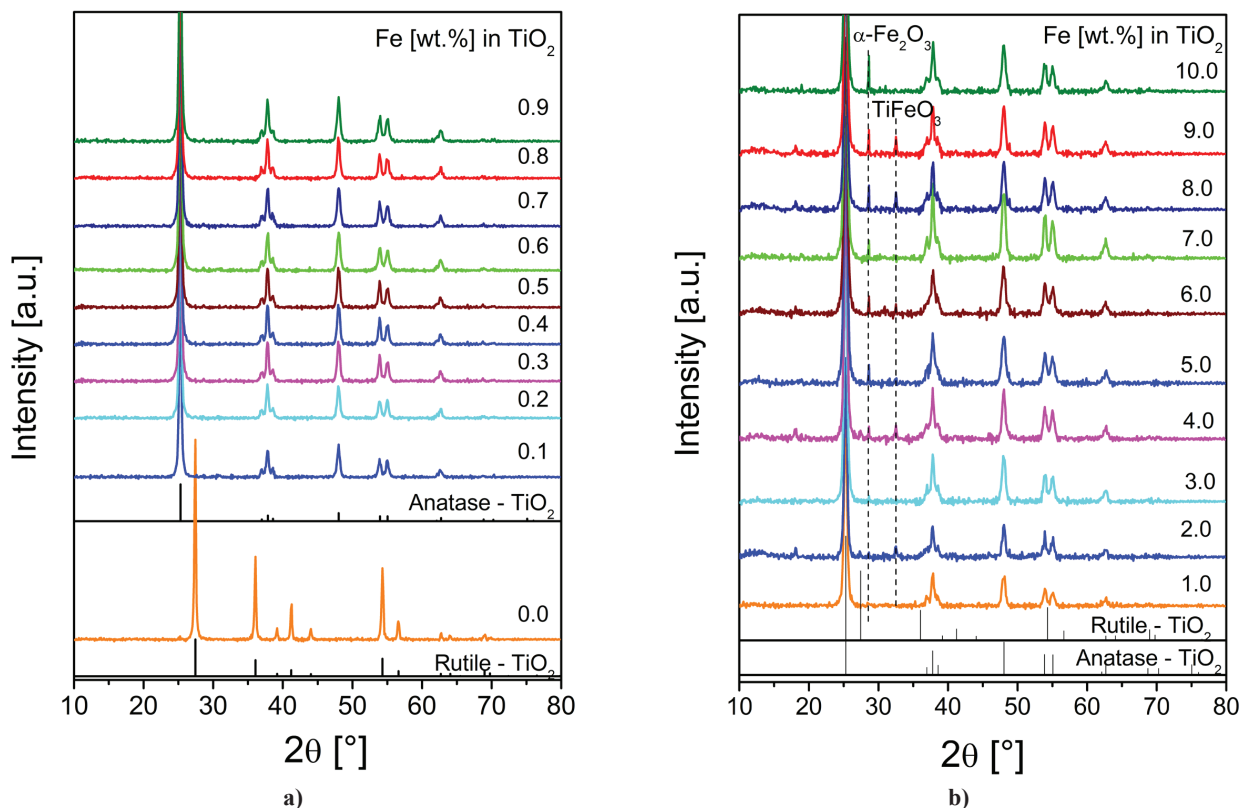 Fe [wt.%] in TiO2
0.9
0.8
0.7
0.6
0.5
0.4
0.3
0.2
0.1
Anatase - TiO2
0.0
Rutile - TiO2
Intensity [a.u.]
10 20 30 40 50 60 70 80
2θ [°]
a)
α-Fe2O3
Fe [wt.%] in TiO2
10.0
TiFeO3
9.0
8.0
7.0
6.0
5.0
4.0
3.0
2.0
1.0
Rutile - TiO2
Anatase - TiO2
Intensity [a.u.]
10 20 30 40 50 60 70 80
2θ [°]
b)